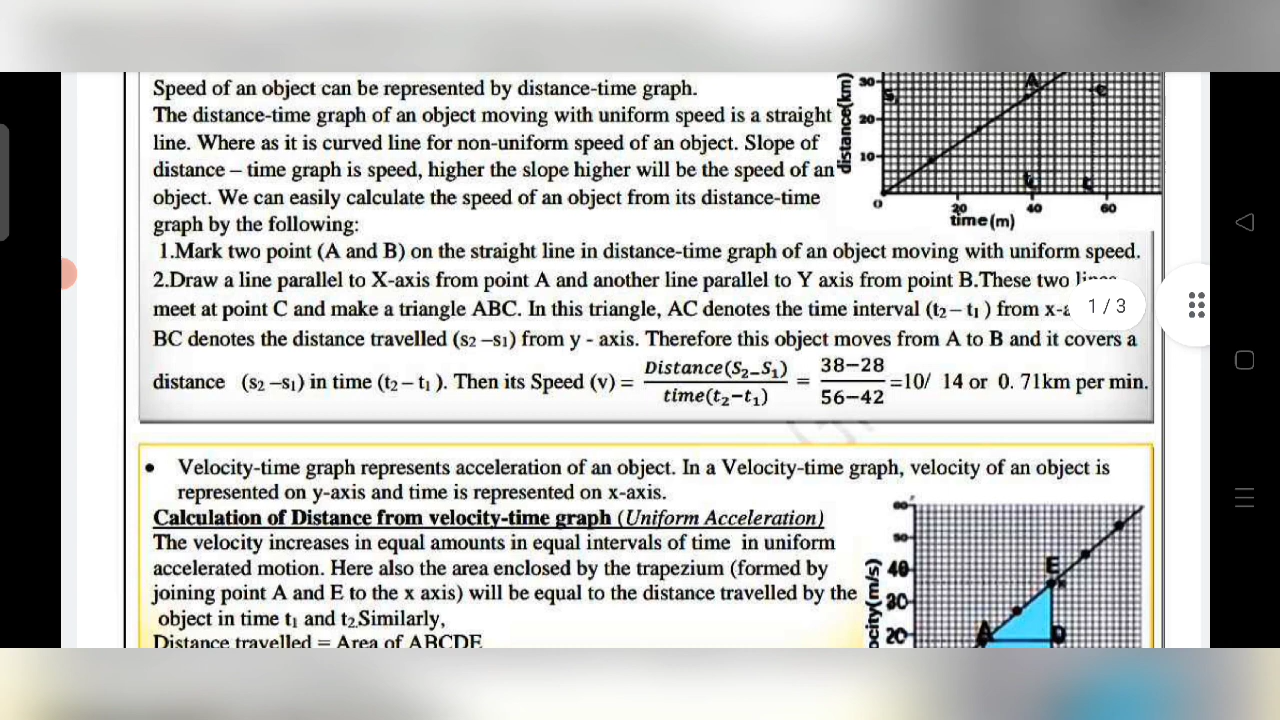 Speed of an object can be represented by distance-time graph.
The distance-time graph of an object moving with uniform speed is a straight
line. Where as it is curved line for non-uniform speed of an object. Slope of
distance – time graph is speed, higher the slope higher will be the speed of an
object. We can easily calculate the speed of an object from its distance-time
graph by the following:
distance(km)
30
20
10
A
C
0
20
40
60
time(m)
1.Mark two point (A and B) on the straight line in distance-time graph of an object moving with uniform speed.
2.Draw a line parallel to X-axis from point A and another line parallel to Y axis from point B.These two lines
meet at point C and make a triangle ABC. In this triangle, AC denotes the time interval (t2 – t1 ) from x-
1 / 3
BC denotes the distance travelled (s2 –s1) from y - axis. Therefore this object moves from A to B and it covers a
distance (s2 –s1) in time (t2 – t1 ). Then its Speed (v) = Distance(S2_S1) / time(t2–t1) = 38–28 / 56–42 =10/ 14 or 0. 71km per min.
• Velocity-time graph represents acceleration of an object. In a Velocity-time graph, velocity of an object is
represented on y-axis and time is represented on x-axis.
Calculation of Distance from velocity-time graph (Uniform Acceleration)
The velocity increases in equal amounts in equal intervals of time in uniform
accelerated motion. Here also the area enclosed by the trapezium (formed by
joining point A and E to the x axis) will be equal to the distance travelled by the
object in time t1 and t2.Similarly,
Distance travelled = Area of ABCDE
ocity(m/s)
60
50
40
30
20
E
A
D